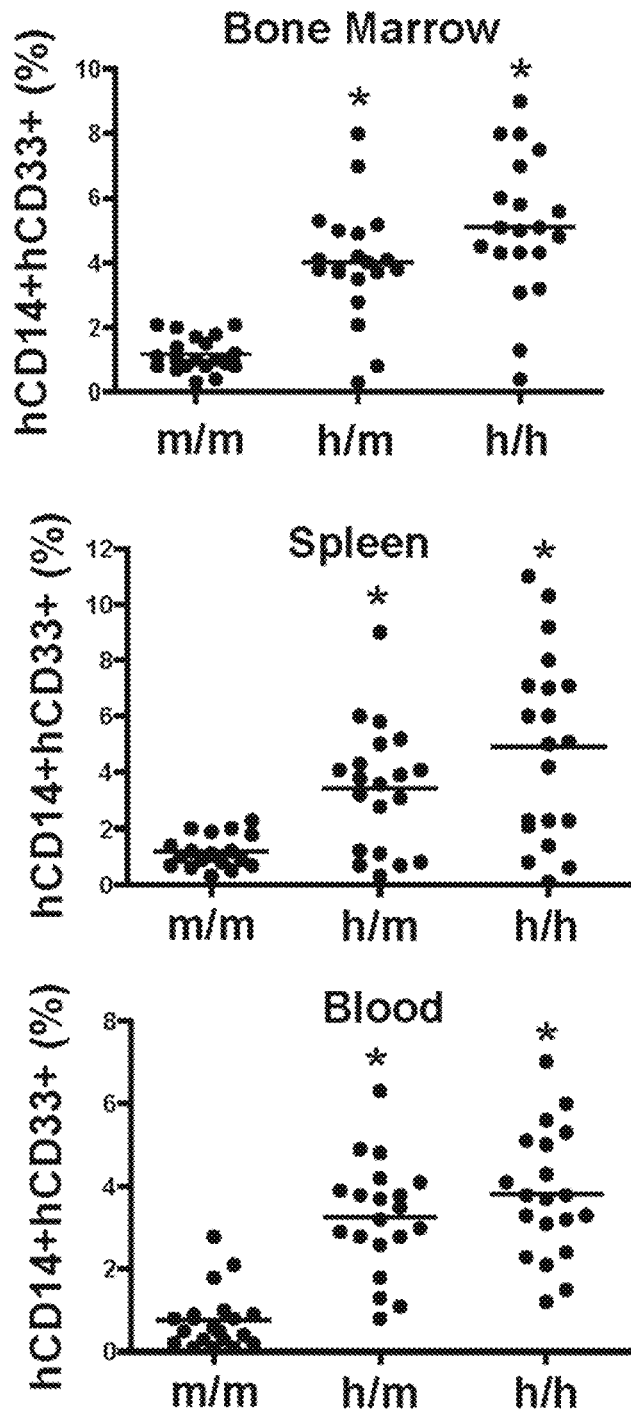 Bone Marrow
hCD14+hCD33+ (%)
10
8
6
4
2
0
* *
m/m h/m h/h
Spleen
hCD14+hCD33+ (%)
12
10
8
6
4
2
0
* *
m/m h/m h/h
Blood
hCD14+hCD33+ (%)
8
6
4
2
0
* *
m/m h/m h/h